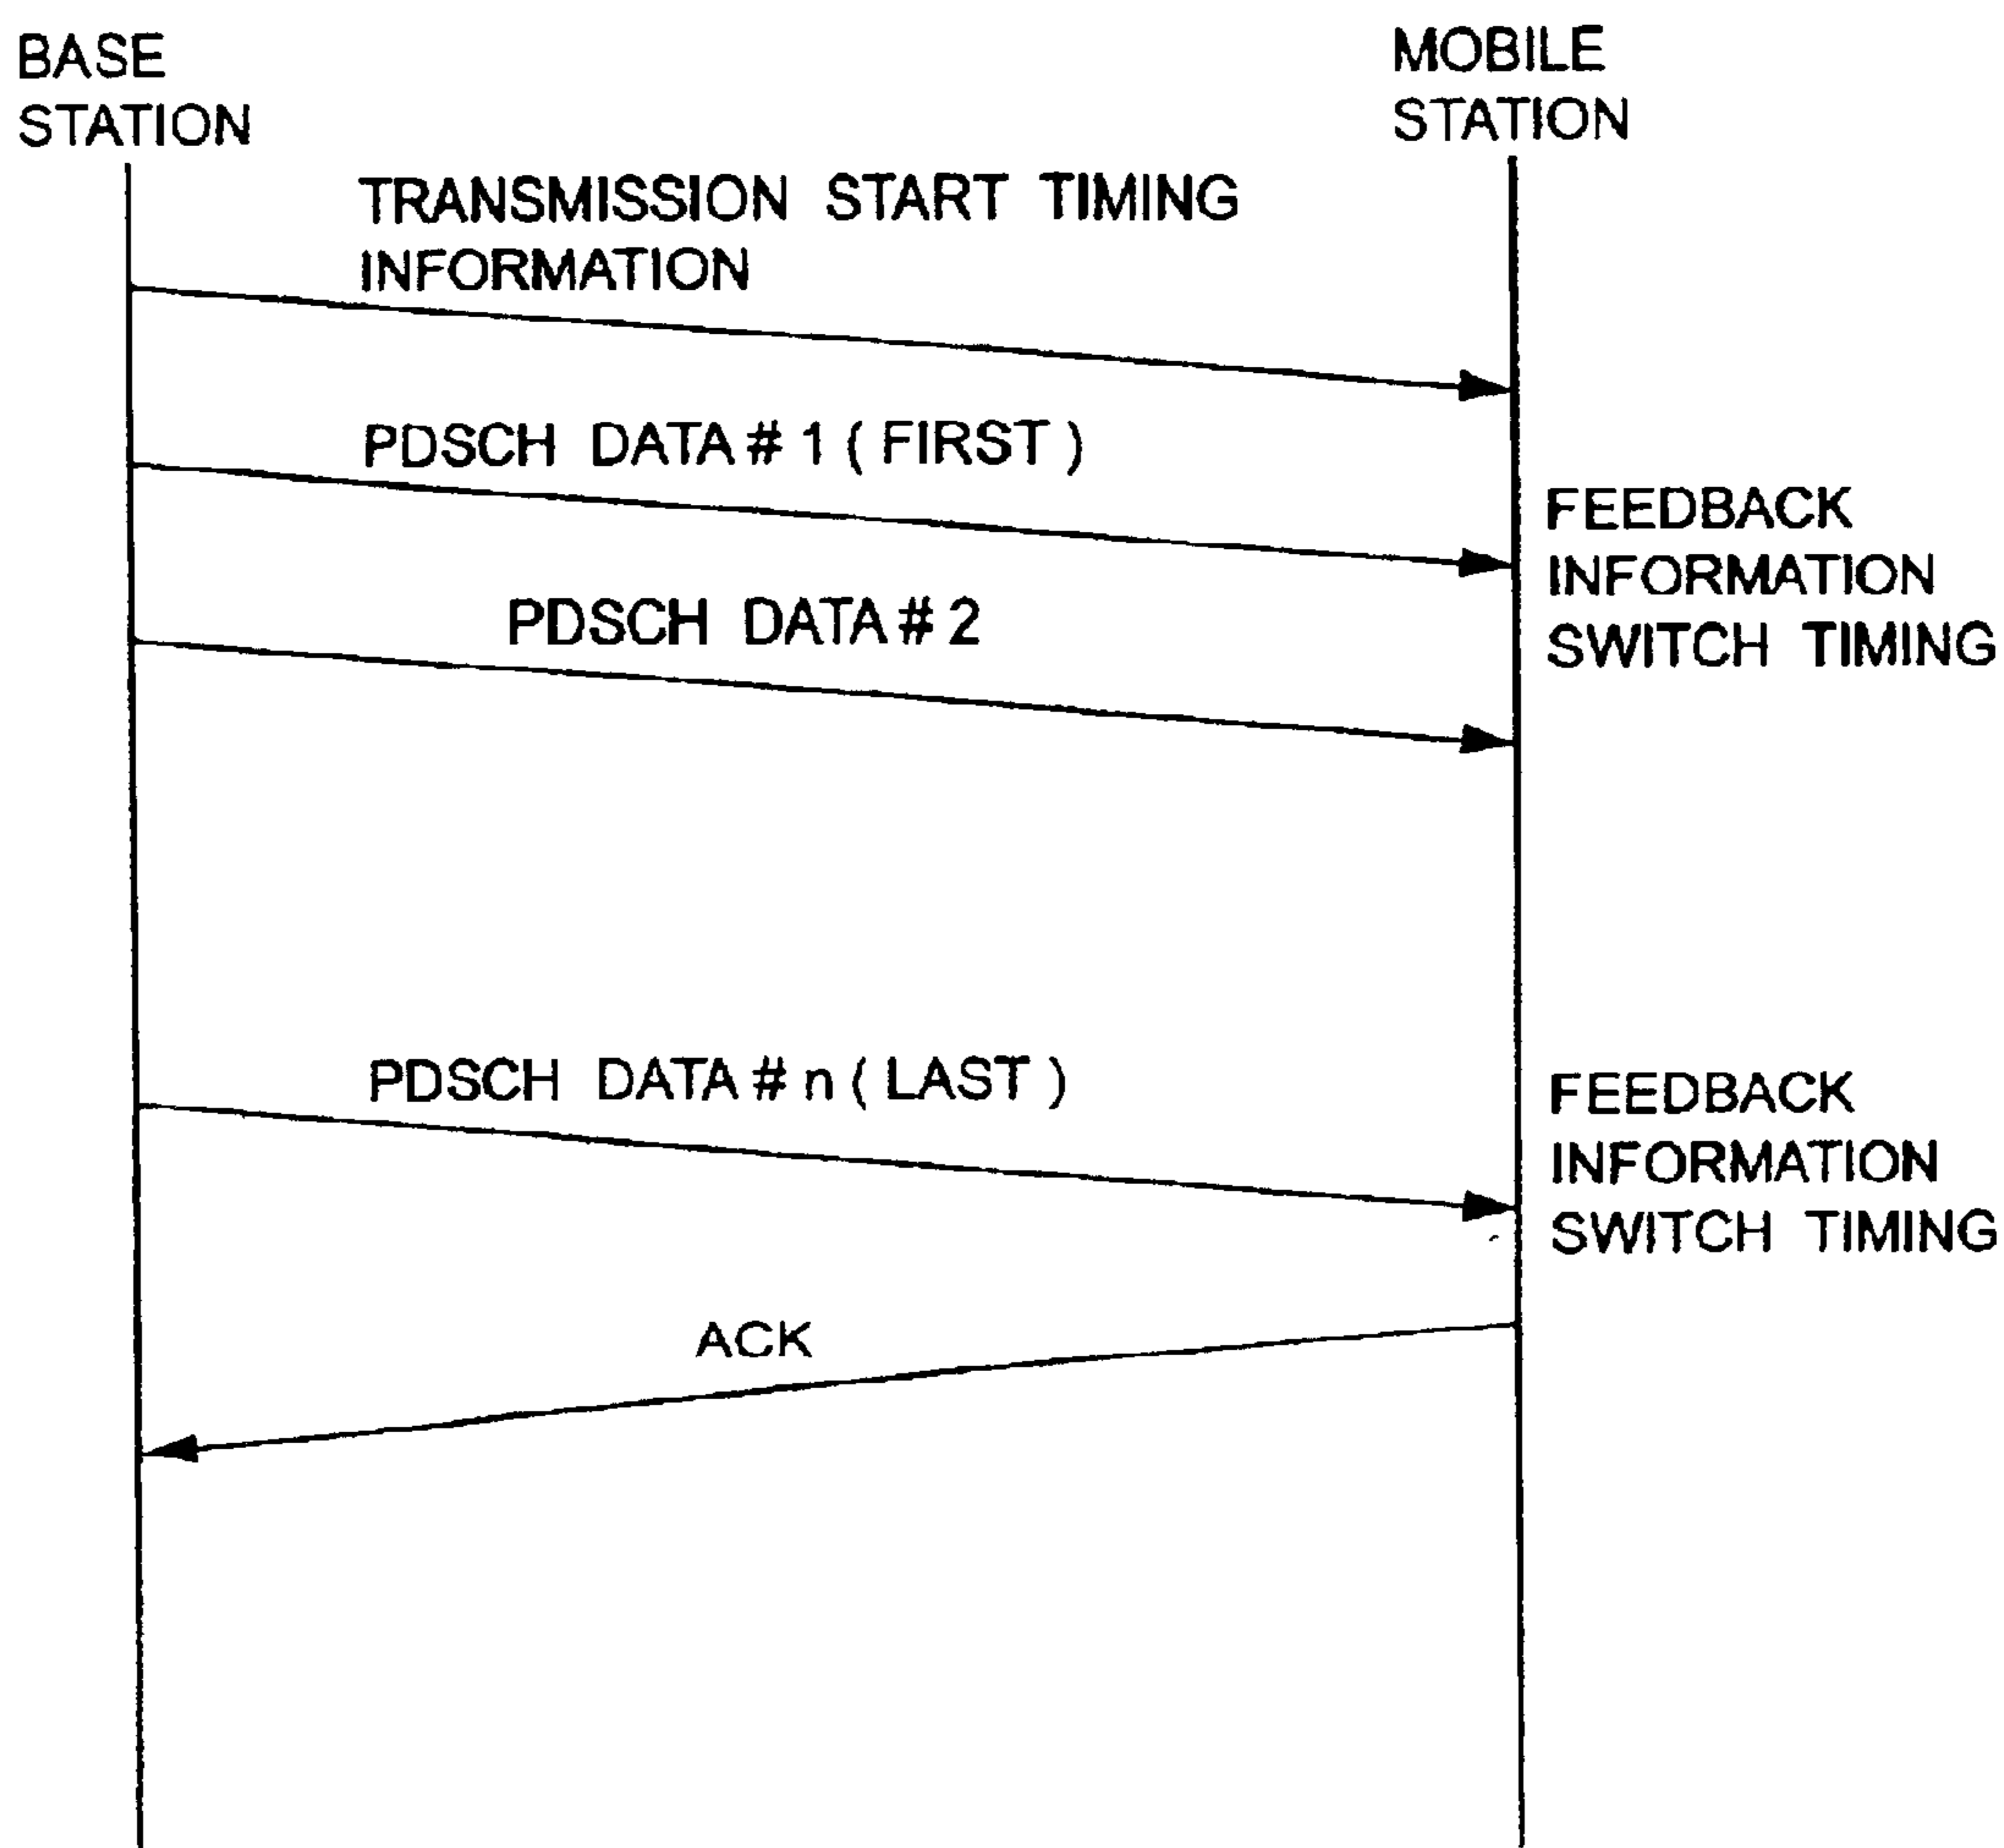 BASE
STATION
MOBILE
STATION
TRANSMISSION START TIMING
INFORMATION
PDSCH DATA#1(FIRST)
FEEDBACK
INFORMATION
SWITCH TIMING
PDSCH DATA#2
PDSCH DATA#n(LAST)
FEEDBACK
INFORMATION
SWITCH TIMING
ACK